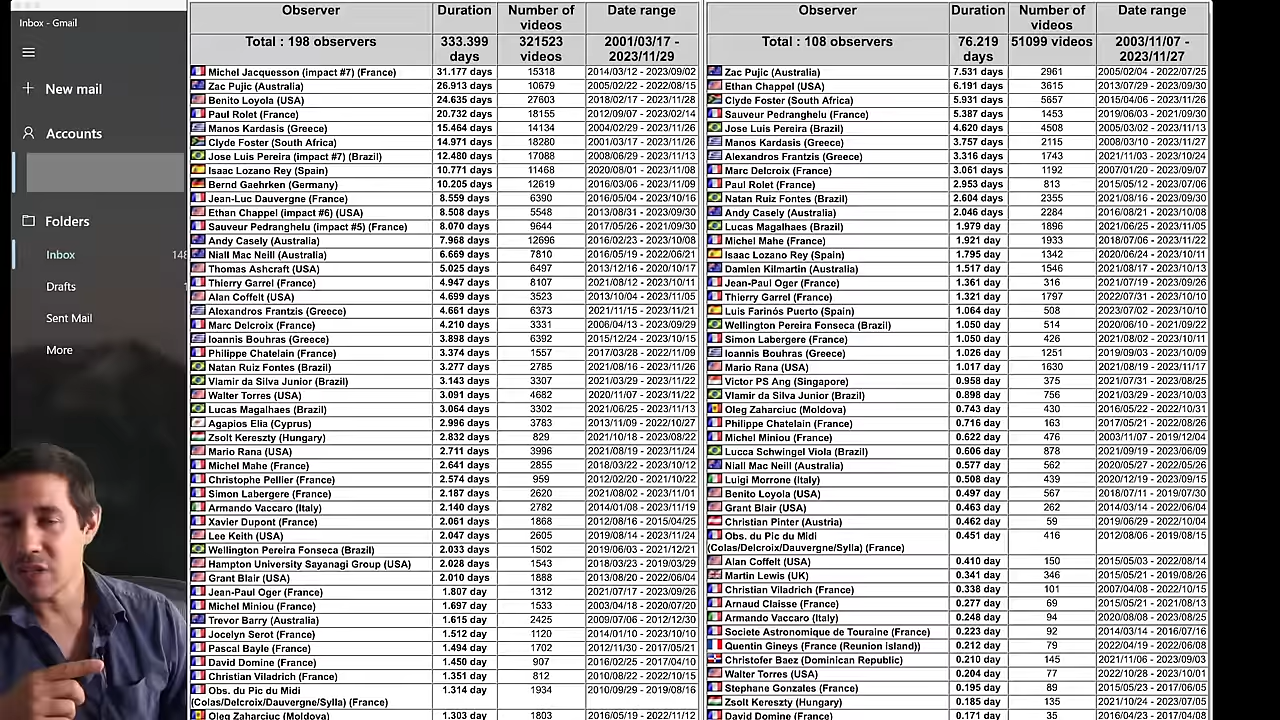 Inbox - Gmail
New mail
Accounts
Folders
Inbox
148
Drafts
Sent Mail
More
Observer Duration Number of videos Date range
Total : 198 observers 333.399 days 321523 videos 2001/03/17 - 2023/11/29
Michel Jacquesson (impact #7) (France) 31.177 days 15318 2014/03/12 - 2023/09/02
Zac Pujic (Australia) 26.913 days 10679 2005/02/22 - 2022/08/15
Benito Loyola (USA) 24.635 days 27603 2018/02/17 - 2023/11/28
Paul Rolet (France) 20.732 days 18155 2012/09/07 - 2023/02/14
Manos Kardasis (Greece) 15.464 days 14134 2004/02/29 - 2023/11/26
Clyde Foster (South Africa) 14.971 days 18280 2001/03/17 - 2023/11/26
Jose Luis Pereira (impact #7) (Brazil) 12.480 days 17088 2008/06/29 - 2023/11/13
Isaac Lozano Rey (Spain) 10.771 days 11468 2020/08/01 - 2023/11/08
Bernd Gaehrken (Germany) 10.205 days 12619 2016/03/06 - 2023/11/09
Jean-Luc Dauvergne (France) 8.559 days 6390 2016/05/04 - 2023/10/16
Ethan Chappel (impact #6) (USA) 8.508 days 5548 2013/08/31 - 2023/09/30
Sauveur Pedranghelu (impact #5) (France) 8.070 days 9644 2017/05/26 - 2021/09/30
Andy Casely (Australia) 7.968 days 12696 2016/02/23 - 2023/10/08
Niall Mac Neill (Australia) 6.669 days 7810 2016/05/19 - 2022/06/21
Thomas Ashcraft (USA) 5.025 days 6497 2013/12/16 - 2020/10/17
Thierry Garrel (France) 4.947 days 8107 2021/08/12 - 2023/10/11
Alan Coffelt (USA) 4.699 days 3523 2013/10/04 - 2023/11/05
Alexandros Frantzis (Greece) 4.661 days 6373 2021/11/15 - 2023/11/21
Marc Delcroix (France) 4.210 days 3331 2006/04/13 - 2023/09/29
Ioannis Bouhras (Greece) 3.898 days 6392 2015/12/24 - 2023/10/15
Philippe Chatelain (France) 3.374 days 1557 2017/03/28 - 2022/11/09
Natan Ruiz Fontes (Brazil) 3.277 days 2785 2021/08/16 - 2023/11/26
Vlamir da Silva Junior (Brazil) 3.143 days 3307 2021/03/29 - 2023/11/22
Walter Torres (USA) 3.091 days 4682 2020/11/07 - 2023/11/22
Lucas Magalhaes (Brazil) 3.064 days 3302 2021/06/25 - 2023/11/13
Agapios Elia (Cyprus) 2.996 days 3783 2013/11/09 - 2022/10/27
Zsolt Kereszty (Hungary) 2.832 days 829 2021/10/18 - 2023/08/22
Mario Rana (USA) 2.711 days 3996 2021/08/19 - 2023/11/24
Michel Mahe (France) 2.641 days 2855 2018/03/22 - 2023/10/12
Christophe Pellier (France) 2.574 days 959 2012/02/20 - 2022/10/22
Simon Labergere (France) 2.187 days 2620 2021/08/02 - 2023/11/01
Armando Vaccaro (Italy) 2.140 days 2782 2014/01/08 - 2023/11/19
Xavier Dupont (France) 2.061 days 1868 2012/08/16 - 2015/04/25
Lee Keith (USA) 2.047 days 2605 2019/08/14 - 2023/11/24
Wellington Pereira Fonseca (Brazil) 2.033 days 1502 2019/06/03 - 2021/12/21
Hampton University Sayanagi Group (USA) 2.028 days 1543 2018/03/23 - 2019/03/29
Grant Blair (USA) 2.010 days 1888 2013/08/20 - 2022/06/04
Jean-Paul Oger (France) 1.807 day 1312 2021/07/17 - 2023/09/26
Michel Miniou (France) 1.697 day 1533 2003/04/18 - 2020/07/20
Trevor Barry (Australia) 1.615 day 2425 2009/07/06 - 2012/12/30
Jocelyn Serot (France) 1.512 day 1120 2014/01/10 - 2023/10/10
Pascal Bayle (France) 1.494 day 1702 2012/11/30 - 2017/05/21
David Domine (France) 1.450 day 907 2016/02/25 - 2017/04/10
Christian Viladrich (France) 1.351 day 812 2010/08/22 - 2022/10/15
Obs. du Pic du Midi (Colas/Delcroix/Dauvergne/Sylla) (France) 1.314 day 1934 2010/09/29 - 2019/08/16
Oleg Zaharciuc (Moldova) 1.303 day 1803 2016/05/19 - 2022/11/12
Observer Duration Number of videos Date range
Total : 108 observers 76.219 days 51099 videos 2003/11/07 - 2023/11/27
Zac Pujic (Australia) 7.531 days 2961 2005/02/04 - 2022/07/25
Ethan Chappel (USA) 6.191 days 3615 2013/07/29 - 2023/09/30
Clyde Foster (South Africa) 5.931 days 5657 2015/04/06 - 2023/11/26
Sauveur Pedranghelu (France) 5.387 days 1453 2019/06/03 - 2021/09/30
Jose Luis Pereira (Brazil) 4.620 days 4508 2005/03/02 - 2023/11/13
Manos Kardasis (Greece) 3.757 days 2115 2008/03/10 - 2023/11/27
Alexandros Frantzis (Greece) 3.316 days 1743 2021/11/03 - 2023/10/24
Marc Delcroix (France) 3.061 days 1192 2007/01/20 - 2023/09/07
Paul Rolet (France) 2.953 days 813 2015/05/12 - 2023/07/06
Natan Ruiz Fontes (Brazil) 2.604 days 2355 2021/08/16 - 2023/09/30
Andy Casely (Australia) 2.046 days 2284 2016/08/21 - 2023/10/08
Lucas Magalhaes (Brazil) 1.979 day 1896 2021/06/25 - 2023/11/05
Michel Mahe (France) 1.921 day 1933 2018/07/06 - 2023/11/22
Isaac Lozano Rey (Spain) 1.795 day 1342 2020/06/24 - 2023/10/11
Damien Kilmartin (Australia) 1.517 day 1546 2021/08/17 - 2023/10/13
Jean-Paul Oger (France) 1.361 day 316 2021/07/19 - 2023/09/26
Thierry Garrel (France) 1.321 day 1797 2022/07/31 - 2023/10/10
Luis Farinós Puerto (Spain) 1.064 day 508 2023/07/02 - 2023/10/10
Wellington Pereira Fonseca (Brazil) 1.050 day 514 2020/06/10 - 2021/09/22
Simon Labergere (France) 1.050 day 426 2021/08/02 - 2023/10/11
Ioannis Bouhras (Greece) 1.026 day 1251 2019/09/03 - 2023/10/09
Mario Rana (USA) 1.017 day 1630 2021/08/19 - 2023/11/17
Victor PS Ang (Singapore) 0.958 day 375 2021/07/31 - 2023/08/25
Vlamir da Silva Junior (Brazil) 0.898 day 756 2021/03/29 - 2023/10/03
Oleg Zaharciuc (Moldova) 0.743 day 430 2016/05/22 - 2022/10/31
Philippe Chatelain (France) 0.716 day 163 2017/05/21 - 2022/08/26
Michel Miniou (France) 0.622 day 476 2003/11/07 - 2019/12/04
Lucca Schwingel Viola (Brazil) 0.606 day 878 2021/09/19 - 2023/06/09
Niall Mac Neill (Australia) 0.577 day 562 2020/05/27 - 2022/05/26
Luigi Morrone (Italy) 0.508 day 439 2020/12/19 - 2023/09/15
Benito Loyola (USA) 0.497 day 567 2018/07/11 - 2019/07/30
Grant Blair (USA) 0.463 day 262 2014/03/14 - 2022/06/04
Christian Pinter (Austria) 0.462 day 59 2019/06/29 - 2022/10/04
Obs. du Pic du Midi (Colas/Delcroix/Dauvergne/Sylla) (France) 0.451 day 416 2012/08/06 - 2019/08/15
Alan Coffelt (USA) 0.410 day 150 2015/05/03 - 2022/08/14
Martin Lewis (UK) 0.341 day 346 2015/05/21 - 2019/08/26
Christian Viladrich (France) 0.338 day 101 2007/04/08 - 2022/10/15
Arnaud Claisse (France) 0.277 day 69 2015/05/21 - 2021/08/13
Armando Vaccaro (Italy) 0.248 day 94 2020/08/08 - 2023/08/25
Societe Astronomique de Touraine (France) 0.223 day 92 2014/03/14 - 2016/07/16
Quentin Gineys (France (Reunion island)) 0.212 day 79 2022/04/19 - 2022/06/08
Christofer Baez (Dominican Republic) 0.210 day 145 2021/11/06 - 2023/09/03
Walter Torres (USA) 0.204 day 77 2022/10/28 - 2023/10/01
Stephane Gonzales (France) 0.195 day 89 2015/05/23 - 2017/06/05
Zsolt Kereszty (Hungary) 0.185 day 135 2021/10/24 - 2023/07/10
David Domine (France) 0.171 day 35 2016/02/23 - 2017/04/08